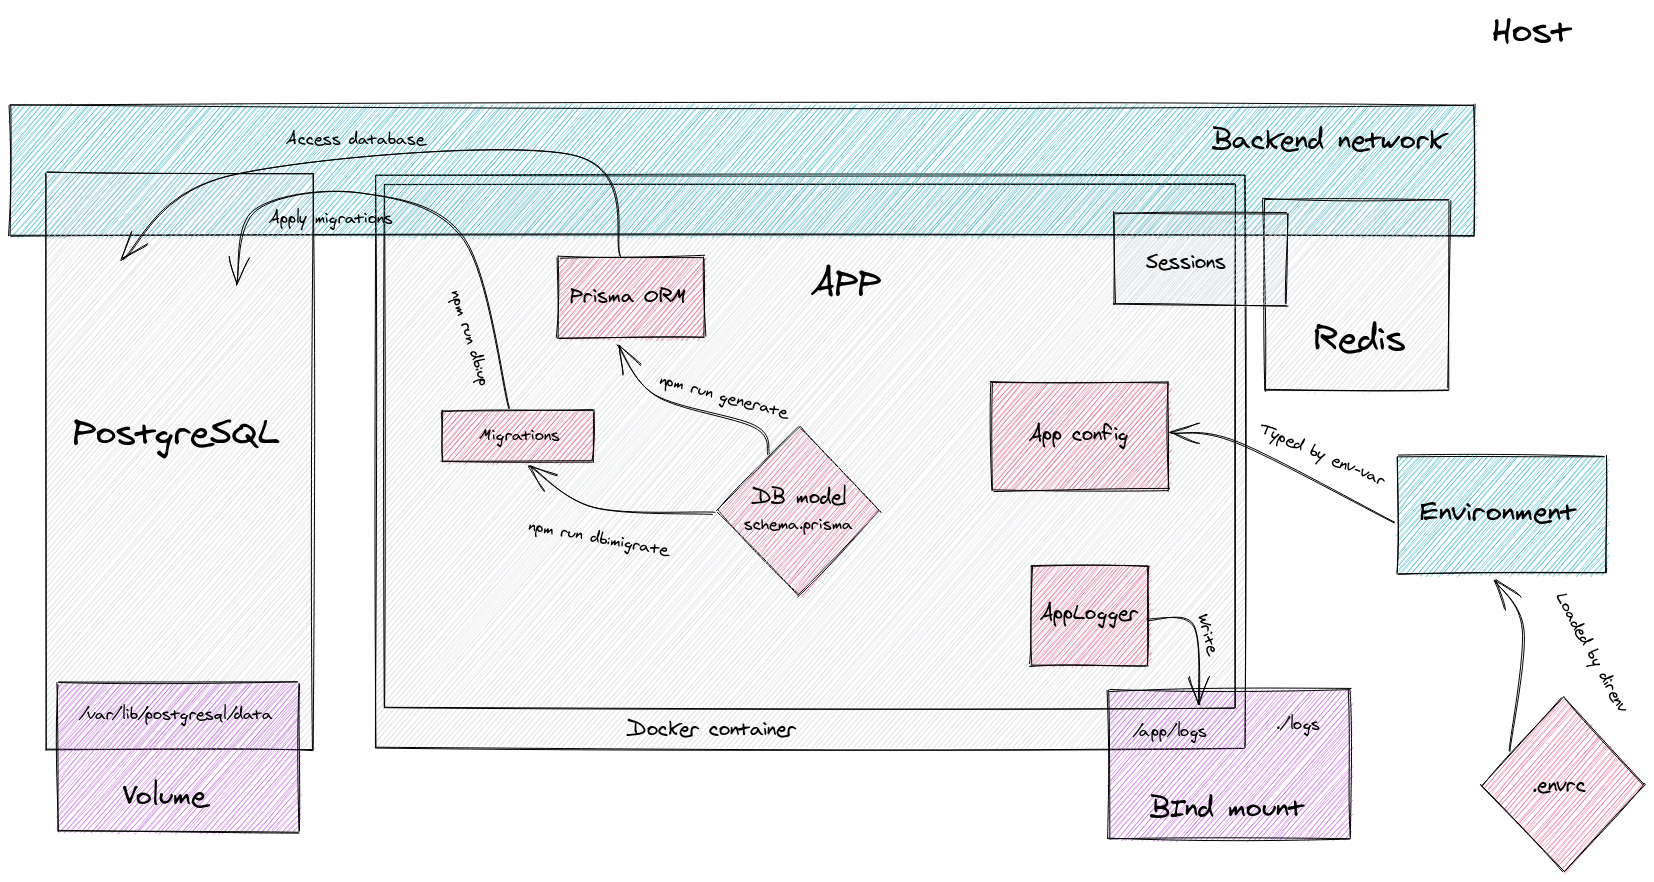 Host
Backend network
Access database
Apply migrations
Sessions
APP
Prisma ORM
Redis
npm run db:up
npm run generate
PostgreSQL
Migrations
App config
Typed by env-var
DB model
schema.prisma
Environment
npm run db:migrate
AppLogger
Write
Loaded by direnv
/var/lib/postgresql/data
Docker container
/app/logs
./logs
Volume
BInd mount
.envrc